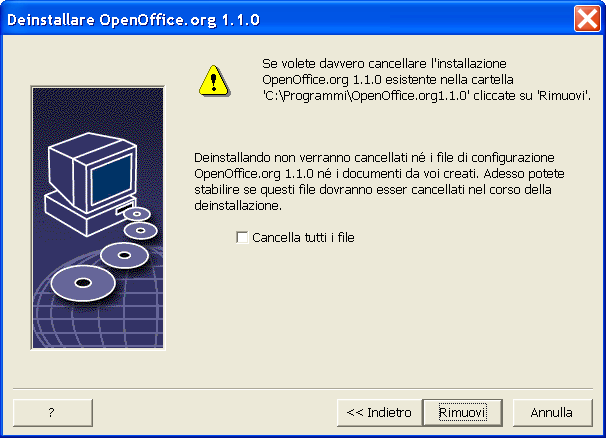 Deinstallare OpenOffice.org 1.1.0
Se volete davvero cancellare l'installazione
OpenOffice.org 1.1.0 esistente nella cartella
'C:\Programmi\OpenOffice.org1.1.0' cliccate su 'Rimuovi'.
Deinstallando non verranno cancellati né i file di configurazione
OpenOffice.org 1.1.0 né i documenti da voi creati. Adesso potete
stabilire se questi file dovranno esser cancellati nel corso della
deinstallazione.
Cancella tutti i file
?
<< Indietro
Rimuovi
Annulla